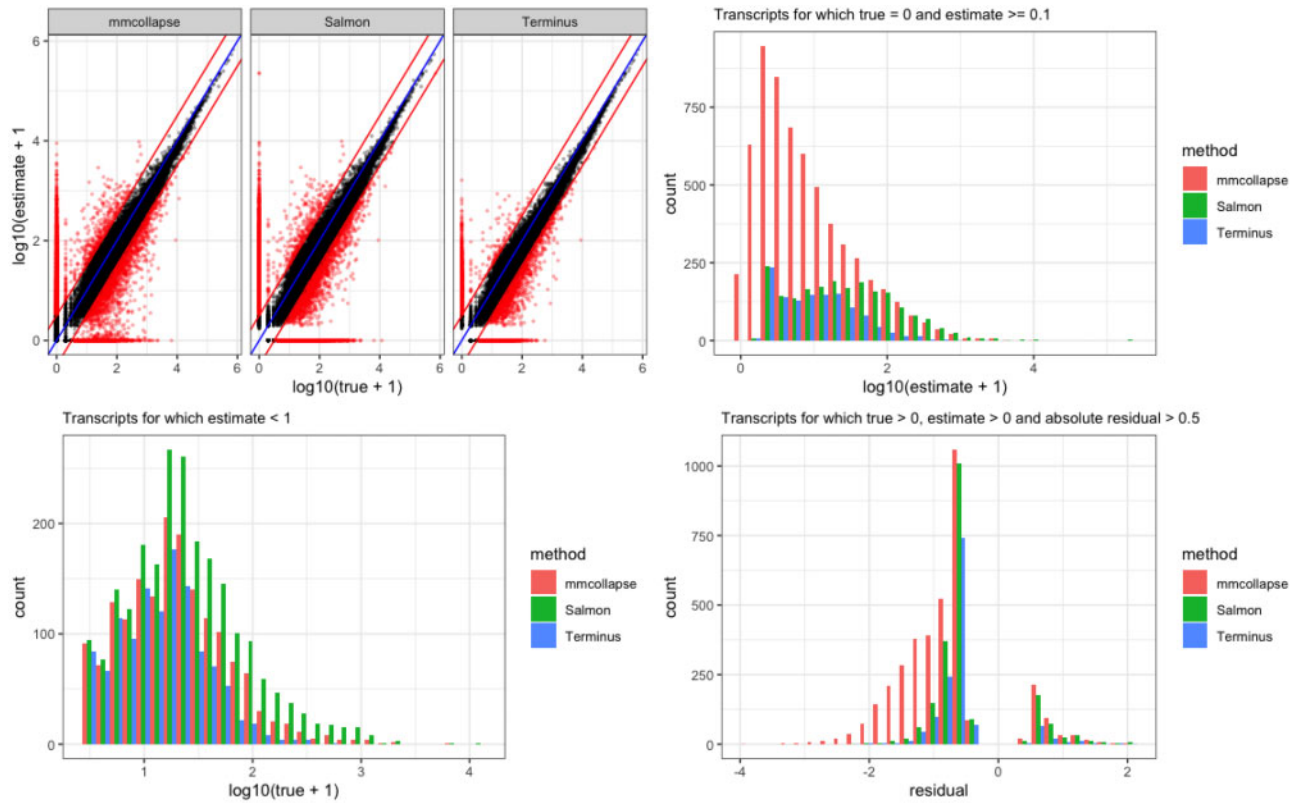 mmcollapse
Salmon
Terminus
6
4
2
0
log10(estimate + 1)
0 2 4 6 0 2 4 6 0 2 4 6
log10(true + 1)
Transcripts for which true = 0 and estimate >= 0.1
750
500
250
0
count
0 2 4
log10(estimate + 1)
method
mmcollapse
Salmon
Terminus
Transcripts for which estimate < 1
200
100
0
count
1 2 3 4
log10(true + 1)
method
mmcollapse
Salmon
Terminus
Transcripts for which true > 0, estimate > 0 and absolute residual > 0.5
1000
750
500
250
0
count
-4 -2 0 2
residual
method
mmcollapse
Salmon
Terminus